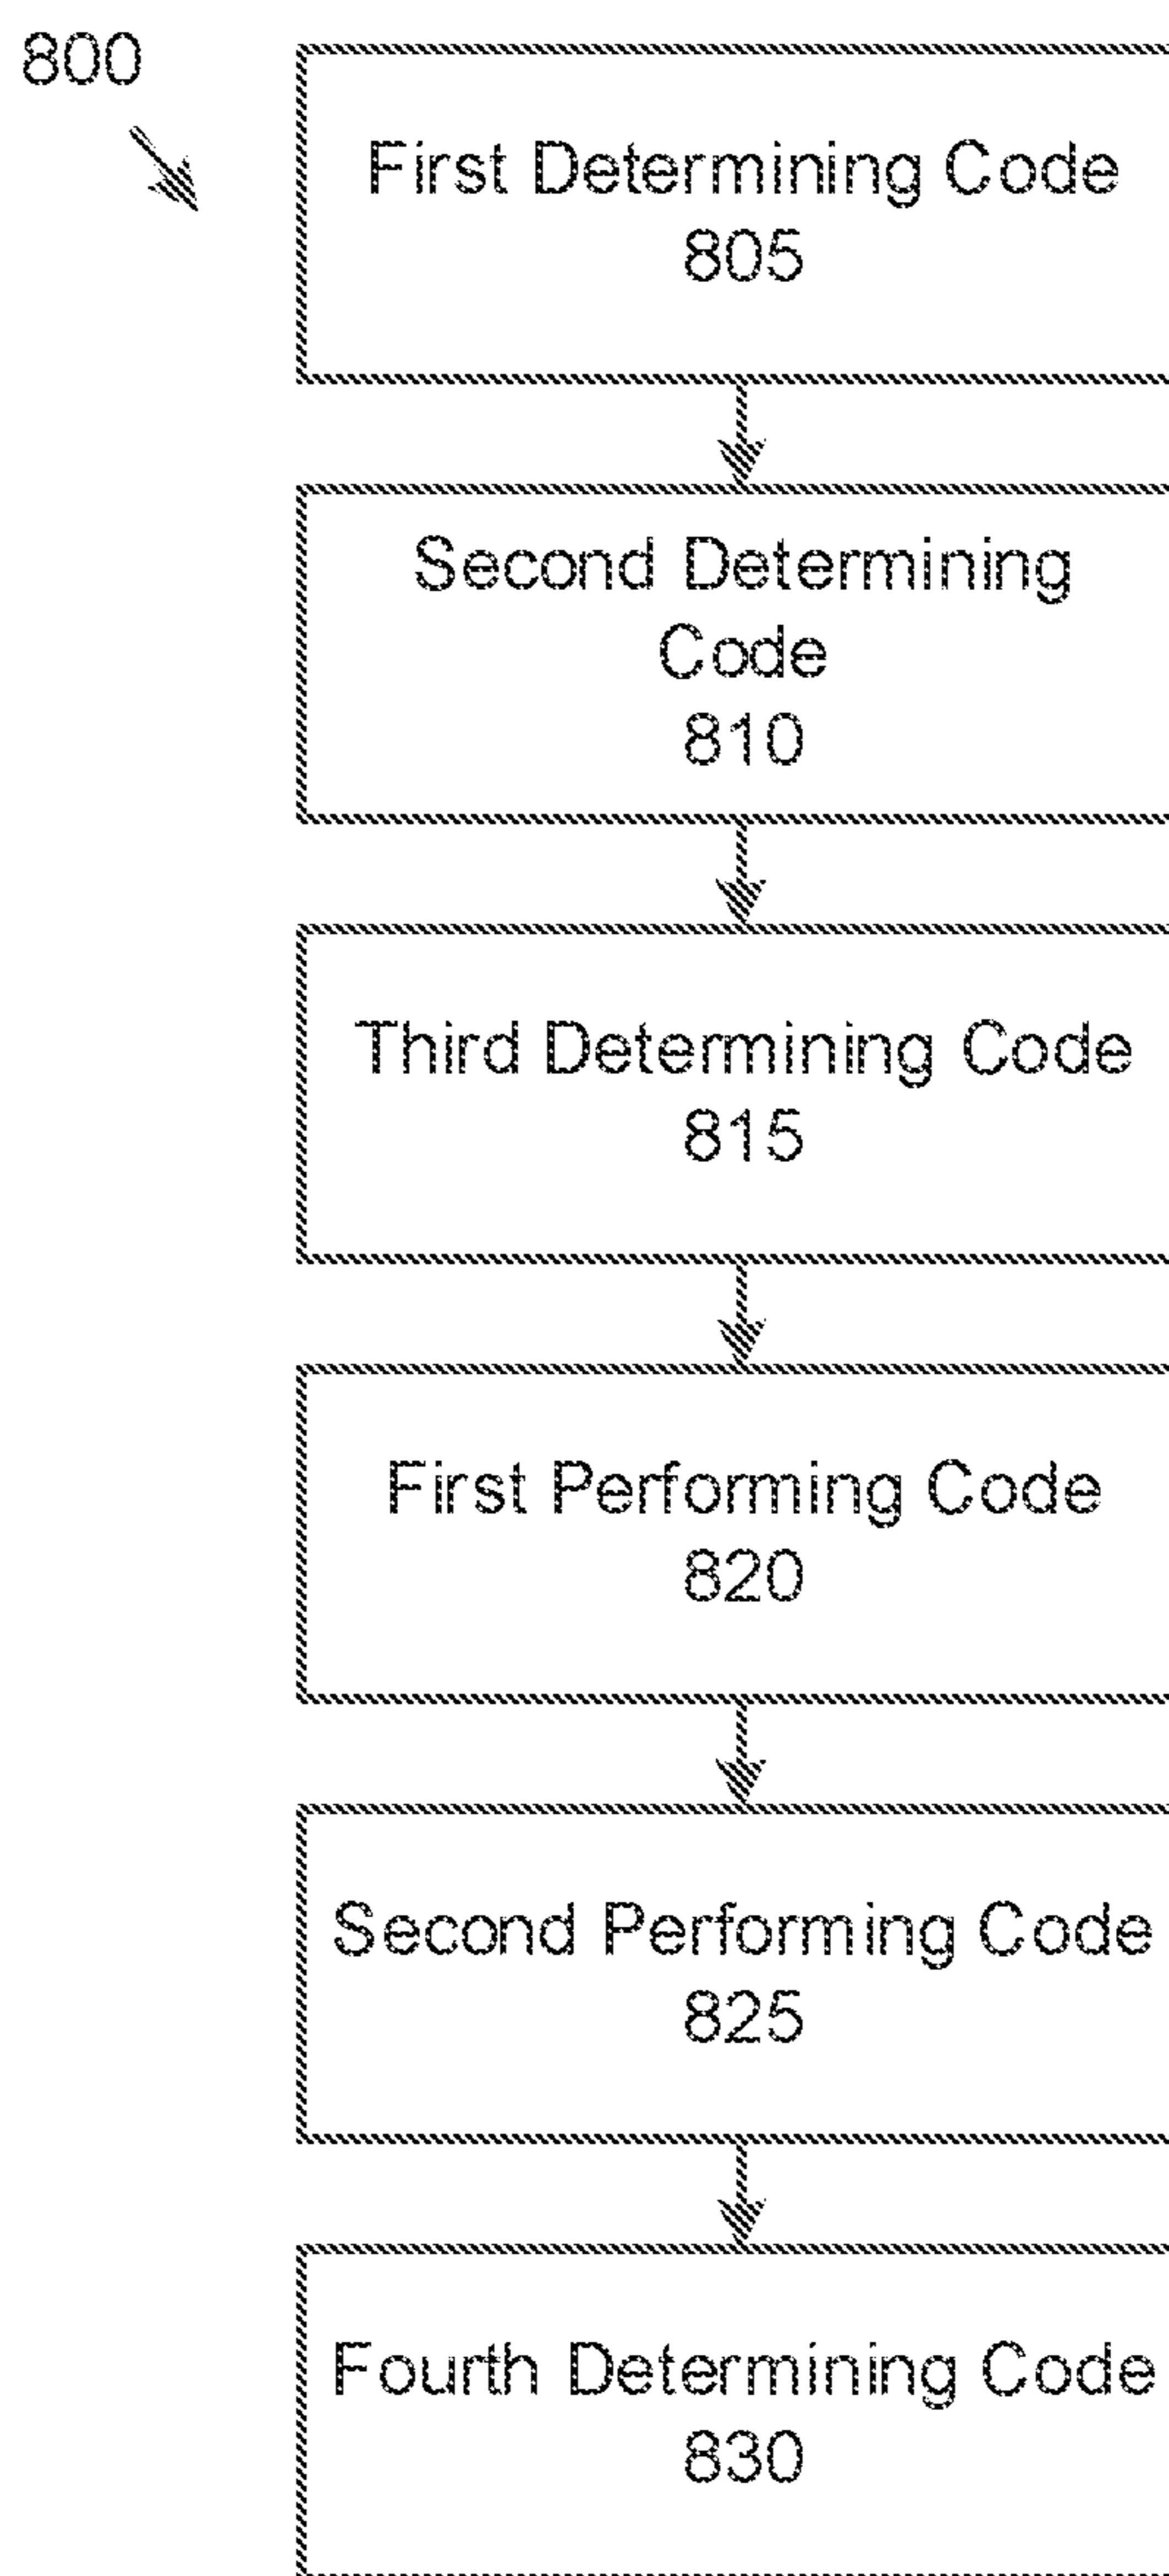 800
First Determining Code
805
Second Determining
Code
810
Third Determining Code
815
First Performing Code
820
Second Performing Code
825
Fourth Determining Code
830